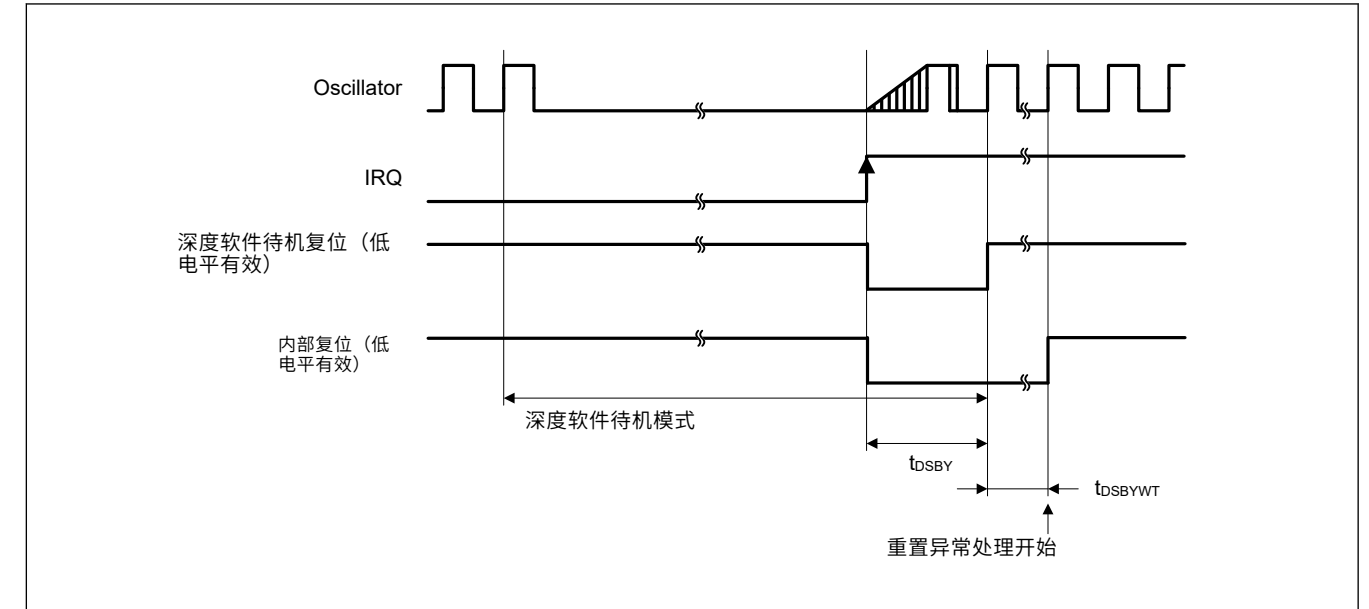 Oscillator
IRQ
深度软件待机复位（低
电平有效）
内部复位（低
电平有效）
深度软件待机模式
tDSBY
tDSBYWT
重置异常处理开始